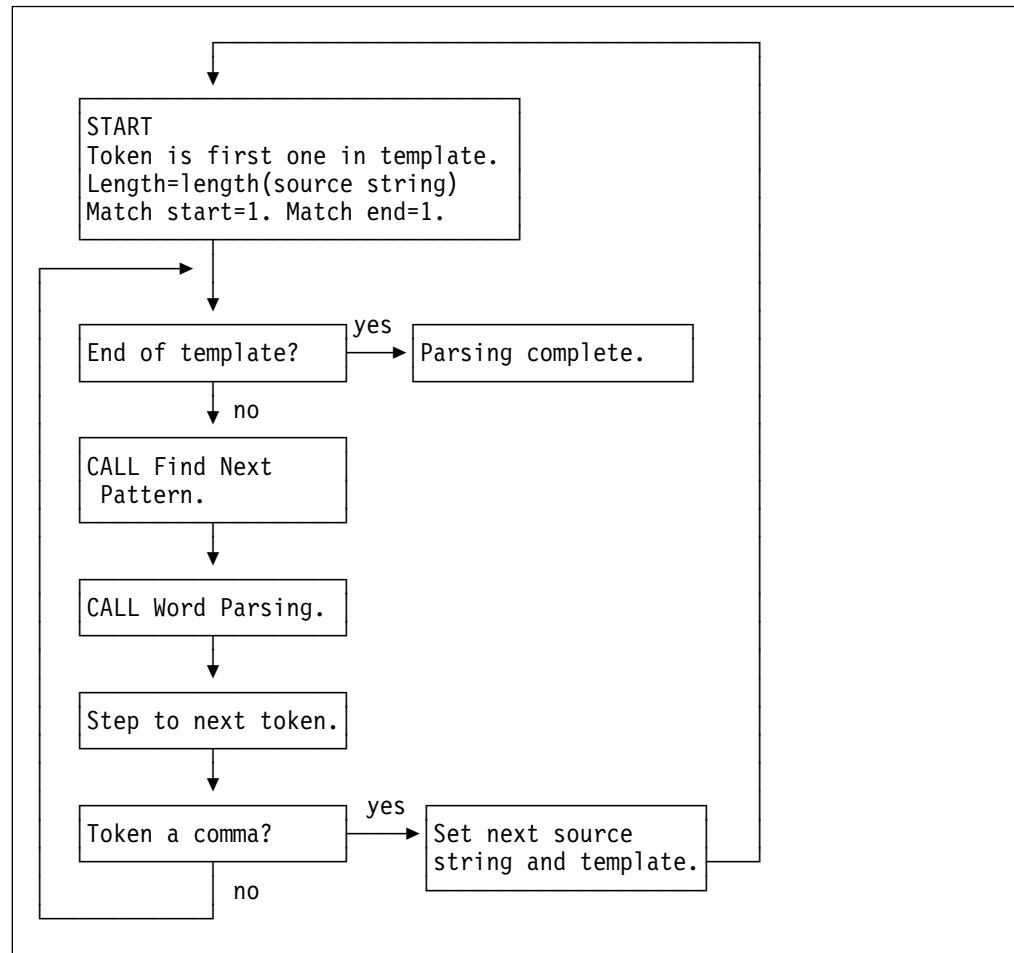 START
Token is first one in template.
Length=length(source string)
Match start=1. Match end=1.
End of template?
yes
Parsing complete.
no
CALL Find Next
Pattern.
CALL Word Parsing.
Step to next token.
Token a comma?
yes
Set next source
string and template.
no